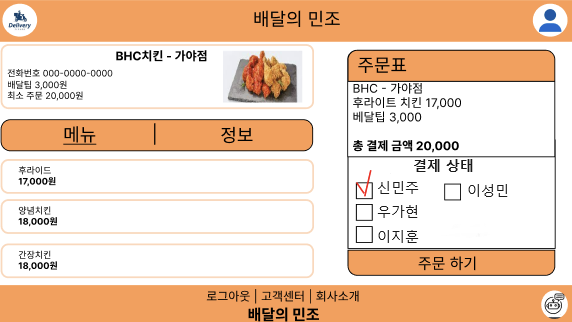 Delivery
배달의 민조
BHC치킨 - 가야점
전화번호 000-0000-0000
배달팁 3,000원
최소 주문 20,000원
메뉴 | 정보
후라이드
17,000원
양념치킨
18,000원
간장치킨
18,000원
주문표
BHC - 가야점
후라이트 치킨 17,000
베달팁 3,000
총 결제 금액 20,000
결제 상태
신민주 이성민
우가현
이지훈
주문 하기
로그아웃 | 고객센터 | 회사소개
배달의 민조